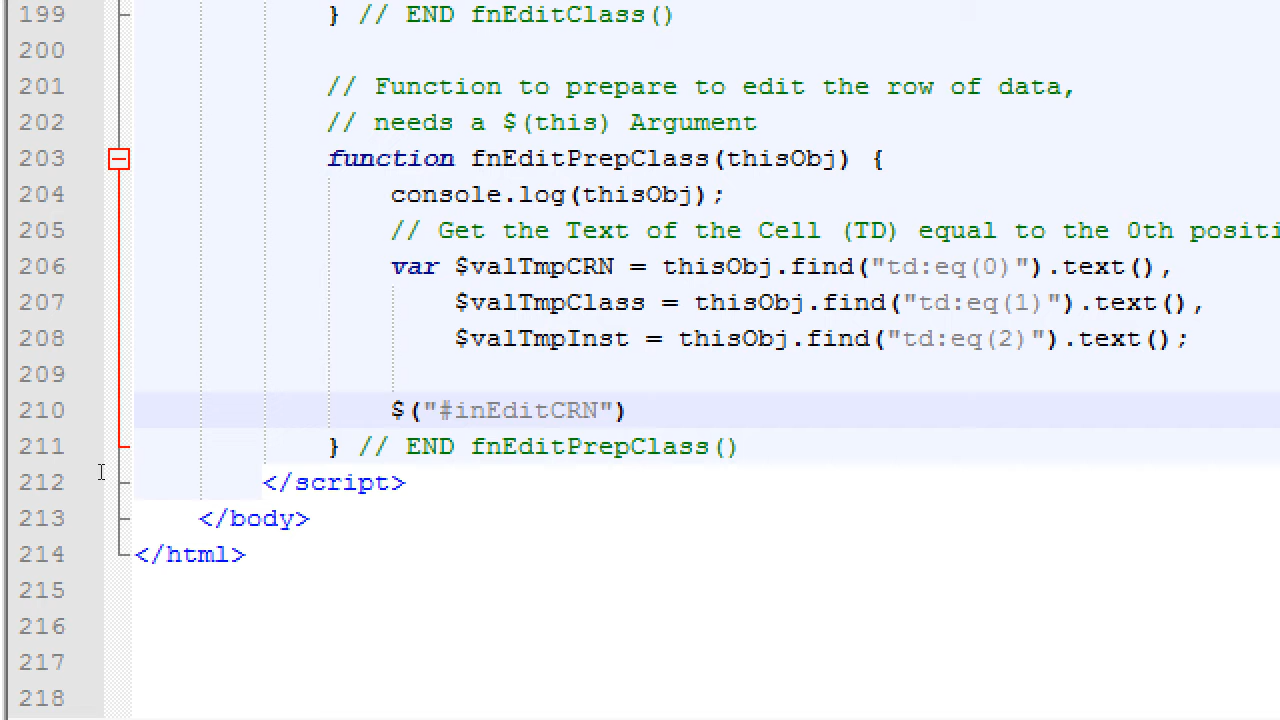 199 } // END fnEditClass()
200
201 // Function to prepare to edit the row of data,
202 // needs a $(this) Argument
203 function fnEditPrepClass(thisObj) {
204 console.log(thisObj);
205 // Get the Text of the Cell (TD) equal to the 0th positi
206 var $valTmpCRN = thisObj.find("td:eq(0)").text(),
207 $valTmpClass = thisObj.find("td:eq(1)").text(),
208 $valTmpInst = thisObj.find("td:eq(2)").text();
209
210 $("#inEditCRN")
211 } // END fnEditPrepClass()
212 </script>
213 </body>
214 </html>
215
216
217
218